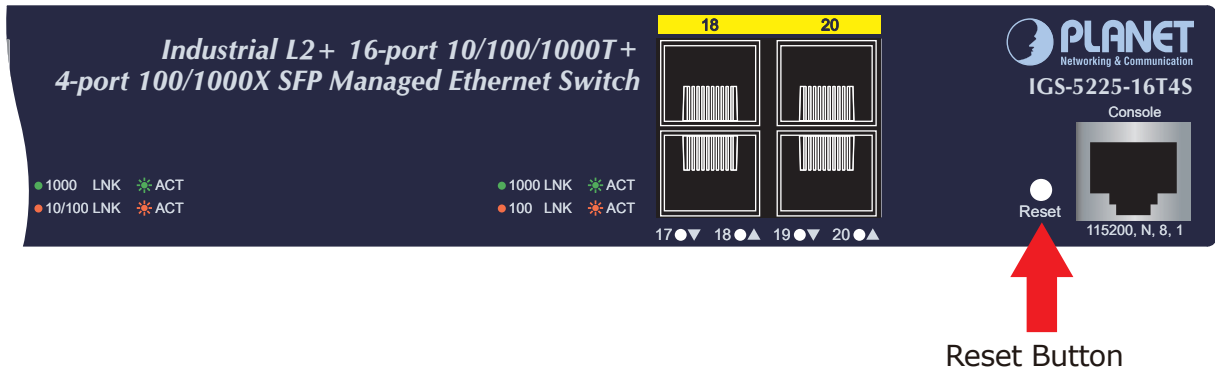 Industrial L2+ 16-port 10/100/1000T+
4-port 100/1000X SFP Managed Ethernet Switch
1000 LNK ACT
10/100 LNK ACT
1000 LNK ACT
100 LNK ACT
18 20
17 ●▼ 18 ●▲ 19 ●▼ 20 ●▲
PLANET
Networking & Communication
IGS-5225-16T4S
Console
Reset
115200, N, 8, 1
Reset Button